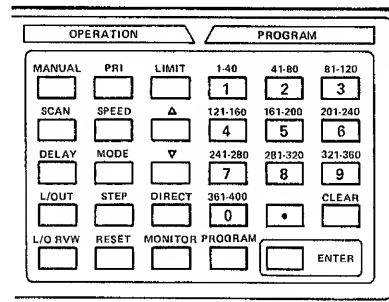 OPERATION PROGRAM
MANUAL PRI LIMIT 1-40 41-80 81-120
1 2 3
SCAN SPEED △ 121-160 161-200 201-240
4 5 6
DELAY MODE ▽ 241-280 281-320 321-360
7 8 9
L/OUT STEP DIRECT 361-400 CLEAR
0 •
L/O RVW RESET MONITOR PROGRAM
ENTER